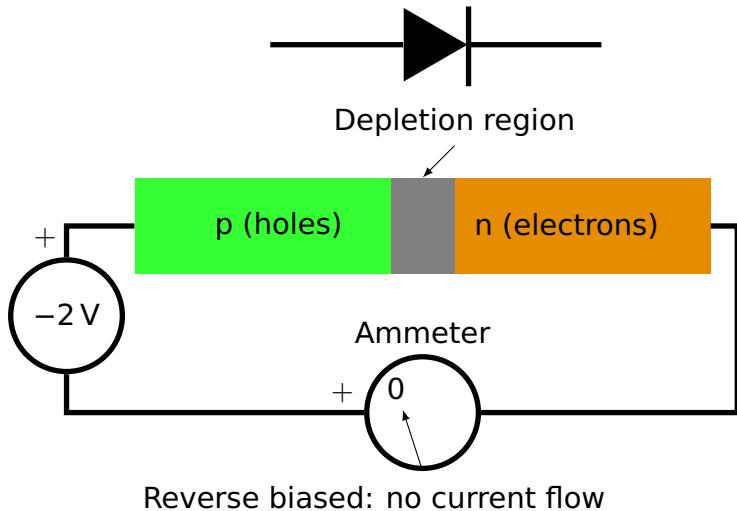 Depletion region
p (holes)
n (electrons)
+
−2 V
Ammeter
+
0
Reverse biased: no current flow